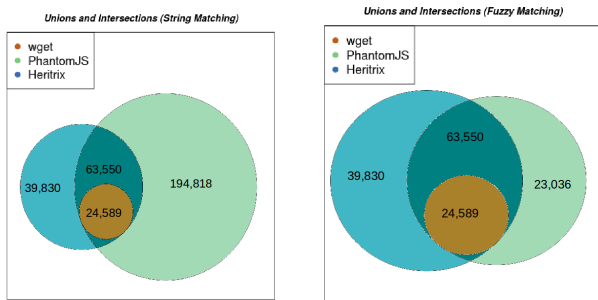 Unions and Intersections (String Matching)
wget
PhantomJS
Heritrix
63,550
39,830
194,818
24,589
Unions and Intersections (Fuzzy Matching)
wget
PhantomJS
Heritrix
63,550
39,830
23,036
24,589